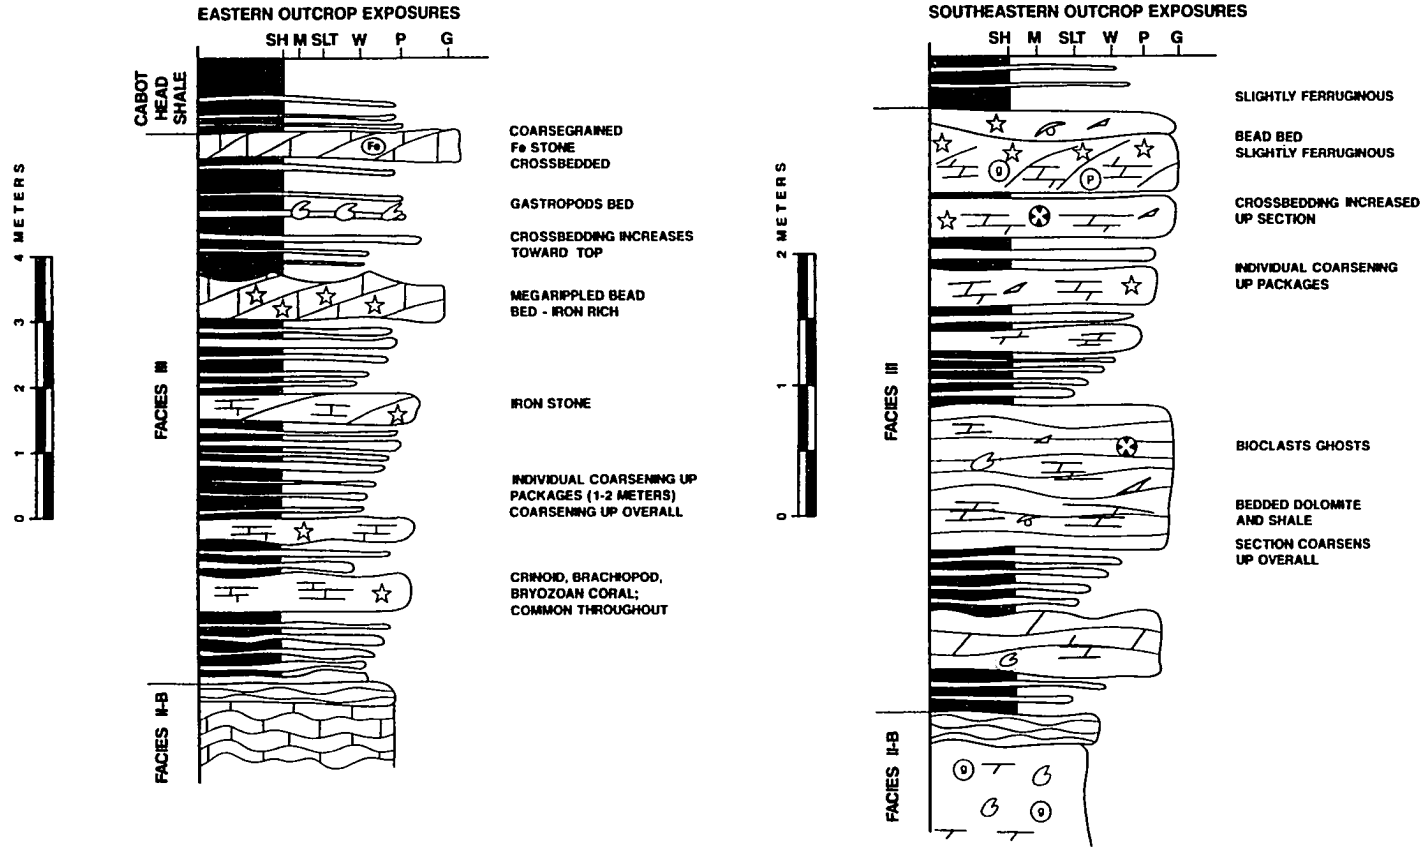 EASTERN OUTCROP EXPOSURES
SH M SLT W P G
CABOT
HEAD
SHALE
FACIES III
FACIES II-B
METERS
4
3
2
1
0
Fe
COARSEGRAINED
Fe STONE
CROSSBEDDED
GASTROPODS BED
CROSSBEDDING INCREASES
TOWARD TOP
MEGARIPPLED BEAD
BED - IRON RICH
IRON STONE
INDIVIDUAL COARSENING UP
PACKAGES (1-2 METERS)
COARSENING UP OVERALL
CRINOID, BRACHIOPOD,
BRYOZOAN CORAL;
COMMON THROUGHOUT
SOUTHEASTERN OUTCROP EXPOSURES
SH M SLT W P G
FACIES III
FACIES II-B
METERS
2
1
0
g
P
g
g
SLIGHTLY FERRUGINOUS
BEAD BED
SLIGHTLY FERRUGINOUS
CROSSBEDDING INCREASED
UP SECTION
INDIVIDUAL COARSENING
UP PACKAGES
BIOCLASTS GHOSTS
BEDDED DOLOMITE
AND SHALE
SECTION COARSENS
UP OVERALL